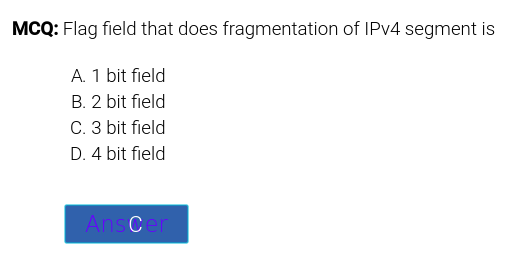 MCQ: Flag field that does fragmentation of IPv4 segment is
A. 1 bit field
B. 2 bit field
C. 3 bit field
D. 4 bit field
Answer
C